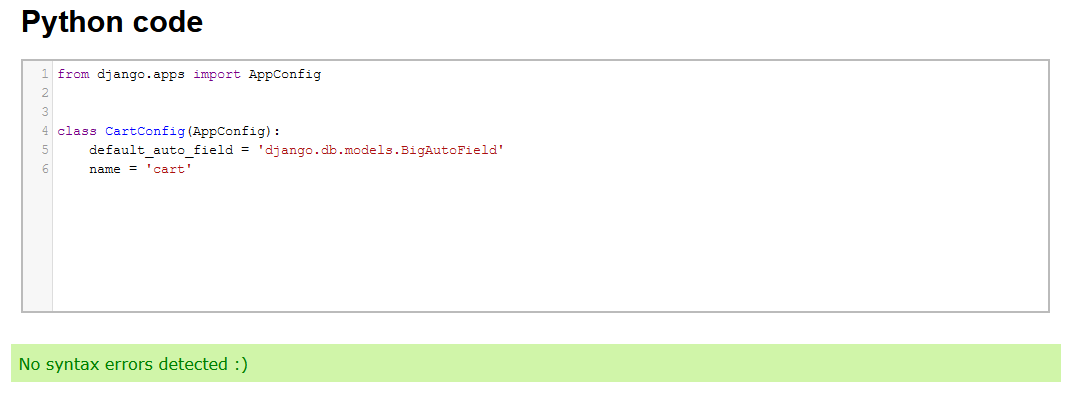 Python code
1 from django.apps import AppConfig
2
3
4 class CartConfig(AppConfig):
5     default_auto_field = 'django.db.models.BigAutoField'
6     name = 'cart'
No syntax errors detected :)